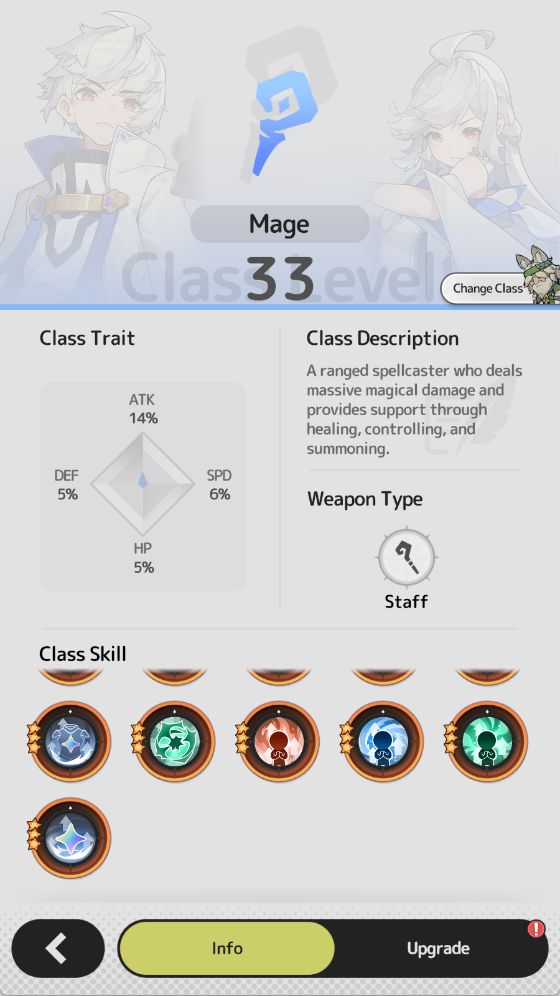 Mage
Class Level
33
Change Class
Class Trait
ATK
14%
DEF
5%
SPD
6%
HP
5%
Class Description
A ranged spellcaster who deals
massive magical damage and
provides support through
healing, controlling, and
summoning.
Weapon Type
Staff
Class Skill
Info
Upgrade
!